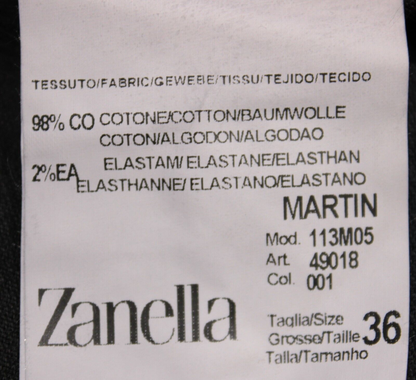 TESSUTO/FABRIC/GEWEBE/TISSU/TEJIDO/TECIDO
98% CO COTONE/COTTON/BAUMWOLLE
COTON/ALGODON/ALGODAO
2%EA ELASTAM/ ELASTANE/ELASTHAN
ELASTHANNE/ ELASTANO/ELASTANO
MARTIN
Mod. 113M05
Art. 49018
Col. 001
Zanella
Taglia/Size
Grosse/Taille 36
Talla/Tamanho